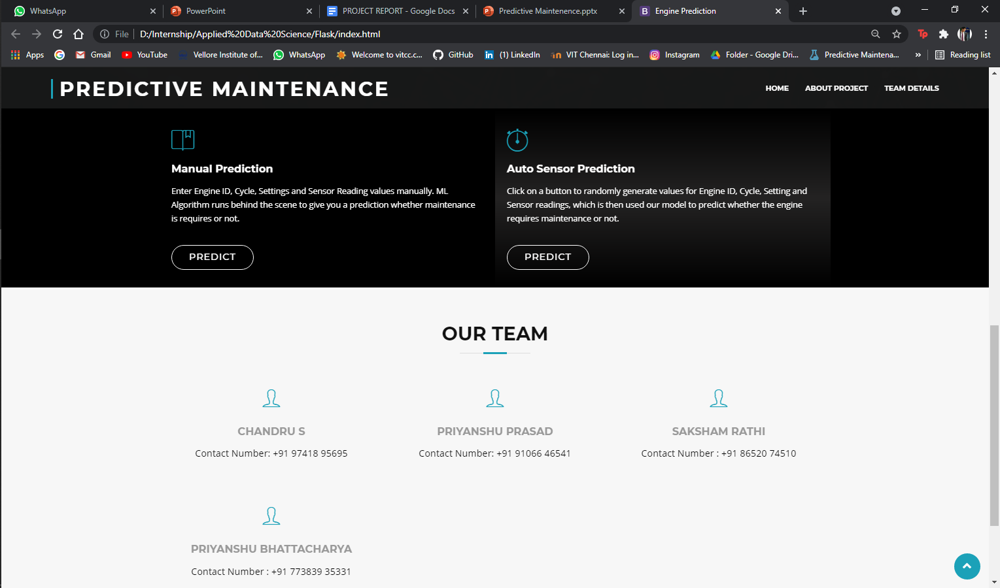 WhatsApp
PowerPoint
PROJECT REPORT - Google Docs
Predictive Maintenence.pptx
Engine Prediction
File
D:/Internship/Applied%20Data%20Science/Flask/index.html
Apps
Gmail
YouTube
Vellore Institute of...
WhatsApp
Welcome to vitcc.c...
GitHub
(1) LinkedIn
VIT Chennai: Log in...
Instagram
Folder - Google Dri...
Predictive Maintena...
»
Reading list
PREDICTIVE MAINTENANCE
HOME
ABOUT PROJECT
TEAM DETAILS
Manual Prediction
Enter Engine ID, Cycle, Settings and Sensor Reading values manually. ML
Algorithm runs behind the scene to give you a prediction whether maintenance
is requires or not.
PREDICT
Auto Sensor Prediction
Click on a button to randomly generate values for Engine ID, Cycle, Setting and
Sensor readings, which is then used our model to predict whether the engine
requires maintenance or not.
PREDICT
OUR TEAM
CHANDRU S
Contact Number: +91 97418 95695
PRIYANSHU PRASAD
Contact Number: +91 91066 46541
SAKSHAM RATHI
Contact Number : +91 86520 74510
PRIYANSHU BHATTACHARYA
Contact Number : +91 773839 35331